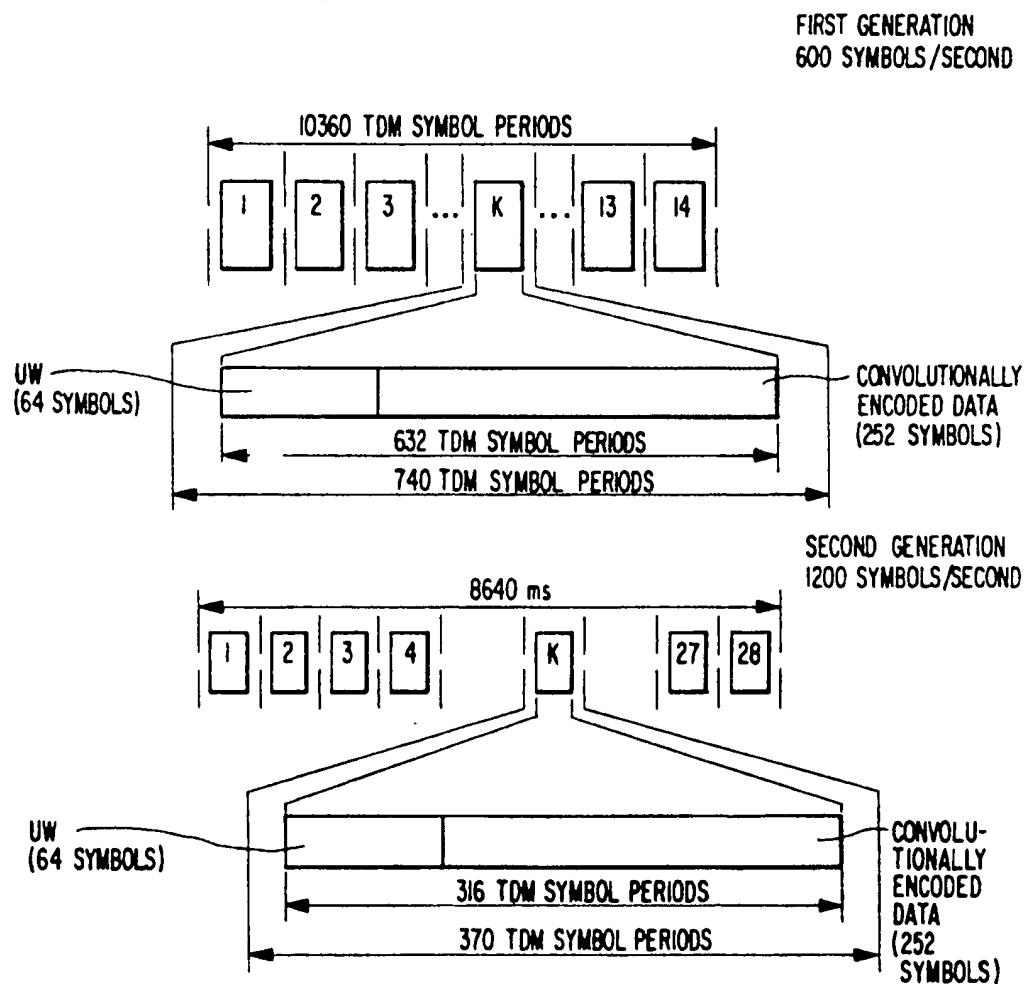 FIRST GENERATION
600 SYMBOLS/SECOND
10360 TDM SYMBOL PERIODS
1 2 3 ... K ... 13 14
UW
(64 SYMBOLS)
CONVOLUTIONALLY
ENCODED DATA
(252 SYMBOLS)
632 TDM SYMBOL PERIODS
740 TDM SYMBOL PERIODS
SECOND GENERATION
1200 SYMBOLS/SECOND
8640 ms
1 2 3 4 K 27 28
UW
(64 SYMBOLS)
CONVOLU-
TIONALLY
ENCODED
DATA
(252
SYMBOLS)
316 TDM SYMBOL PERIODS
370 TDM SYMBOL PERIODS